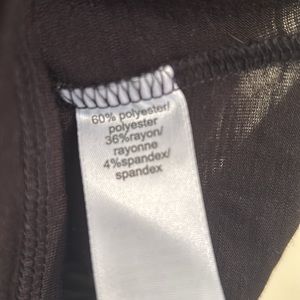 60% polyester/
polyester
36%rayon/
rayonne
4%spandex/
spandex